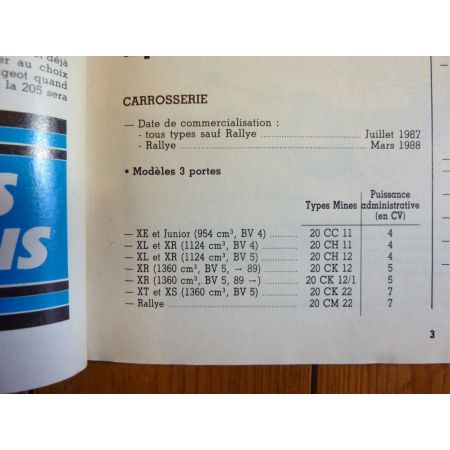 déjà
er au choix
geot quand
la 205 sera
S
IS
CARROSSERIE
— Date de commercialisation :
- tous types sauf Rallye ........ Juillet 1987
- Rallye ........ Mars 1988
• Modèles 3 portes
Types Mines Puissance administrative (en CV)
— XE et Junior (954 cm³, BV 4) ........ 20 CC 11 4
— XL et XR (1124 cm³, BV 4) ........ 20 CH 11 4
— XL et XR (1124 cm³, BV 5) ........ 20 CH 12 4
— XR (1360 cm³, BV 5, → 89) ........ 20 CK 12 5
— XR (1360 cm³, BV 5, 89 →) ........ 20 CK 12/1 5
— XT et XS (1360 cm³, BV 5) ........ 20 CK 22 7
— Rallye ........ 20 CM 22 7
3